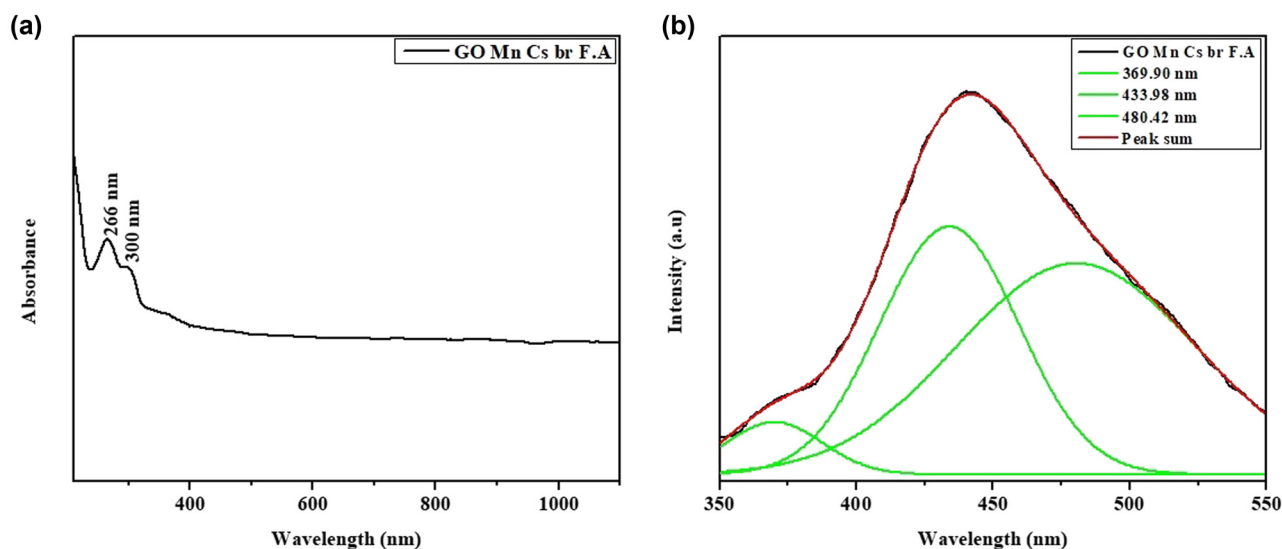 (a)
GO Mn Cs br F.A
266 nm
300 nm
Absorbance
400
600
800
1000
Wavelength (nm)
(b)
GO Mn Cs br F.A
369.90 nm
433.98 nm
480.42 nm
Peak sum
Intensity (a.u)
350
400
450
500
550
Wavelength (nm)